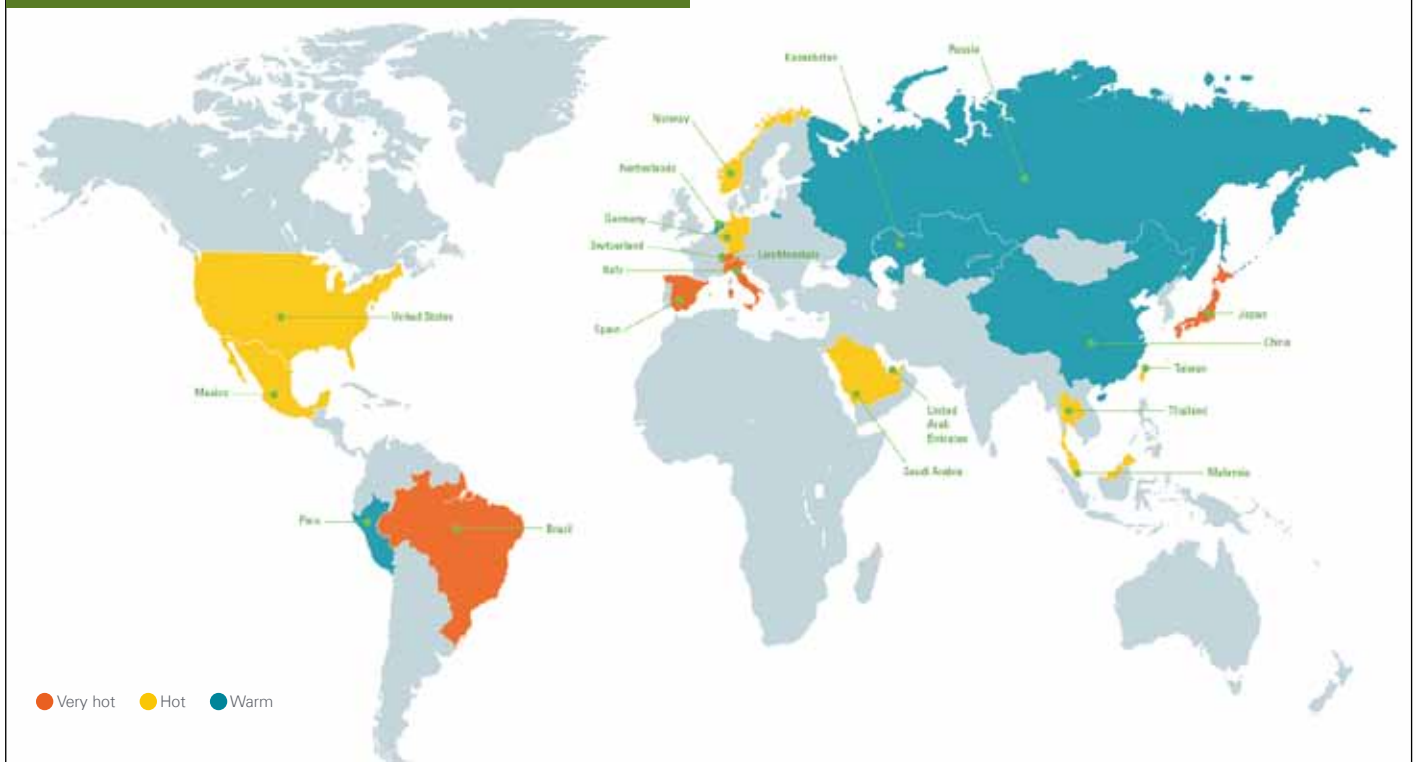 Kazakhstan
Russia
Norway
Netherlands
Germany
Switzerland
Liechtenstein
Italy
Spain
United States
Mexico
Japan
China
Taiwan
Thailand
United
Arab
Emirates
Saudi Arabia
Malaysia
Peru
Brazil
Very hot
Hot
Warm